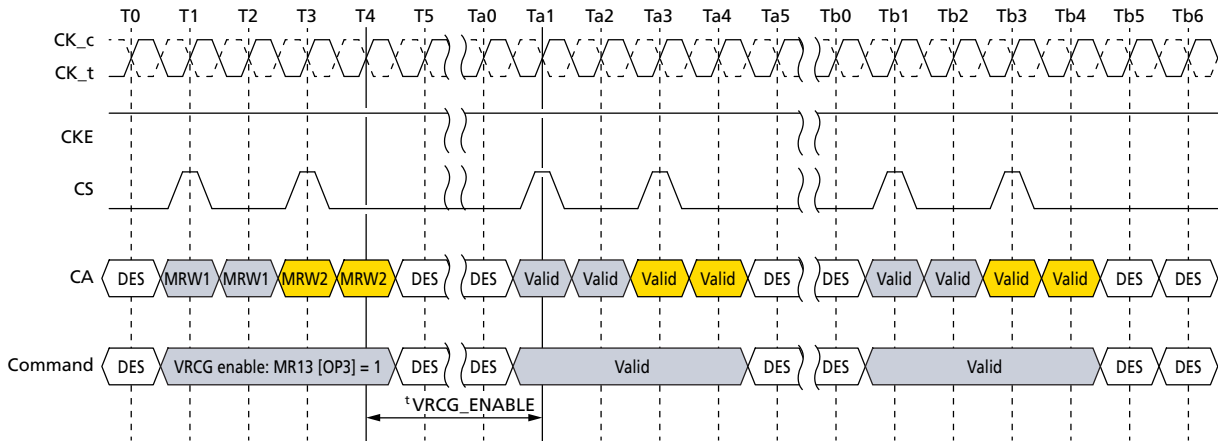 T0 T1 T2 T3 T4 T5 Ta0 Ta1 Ta2 Ta3 Ta4 Ta5 Tb0 Tb1 Tb2 Tb3 Tb4 Tb5 Tb6
CK_c
CK_t
CKE
CS
CA DES MRW1 MRW1 MRW2 MRW2 DES DES Valid Valid Valid Valid DES DES Valid Valid Valid Valid DES DES
Command DES VRCG enable: MR13 [OP3] = 1 DES DES Valid DES DES Valid DES DES
tVRCG_ENABLE